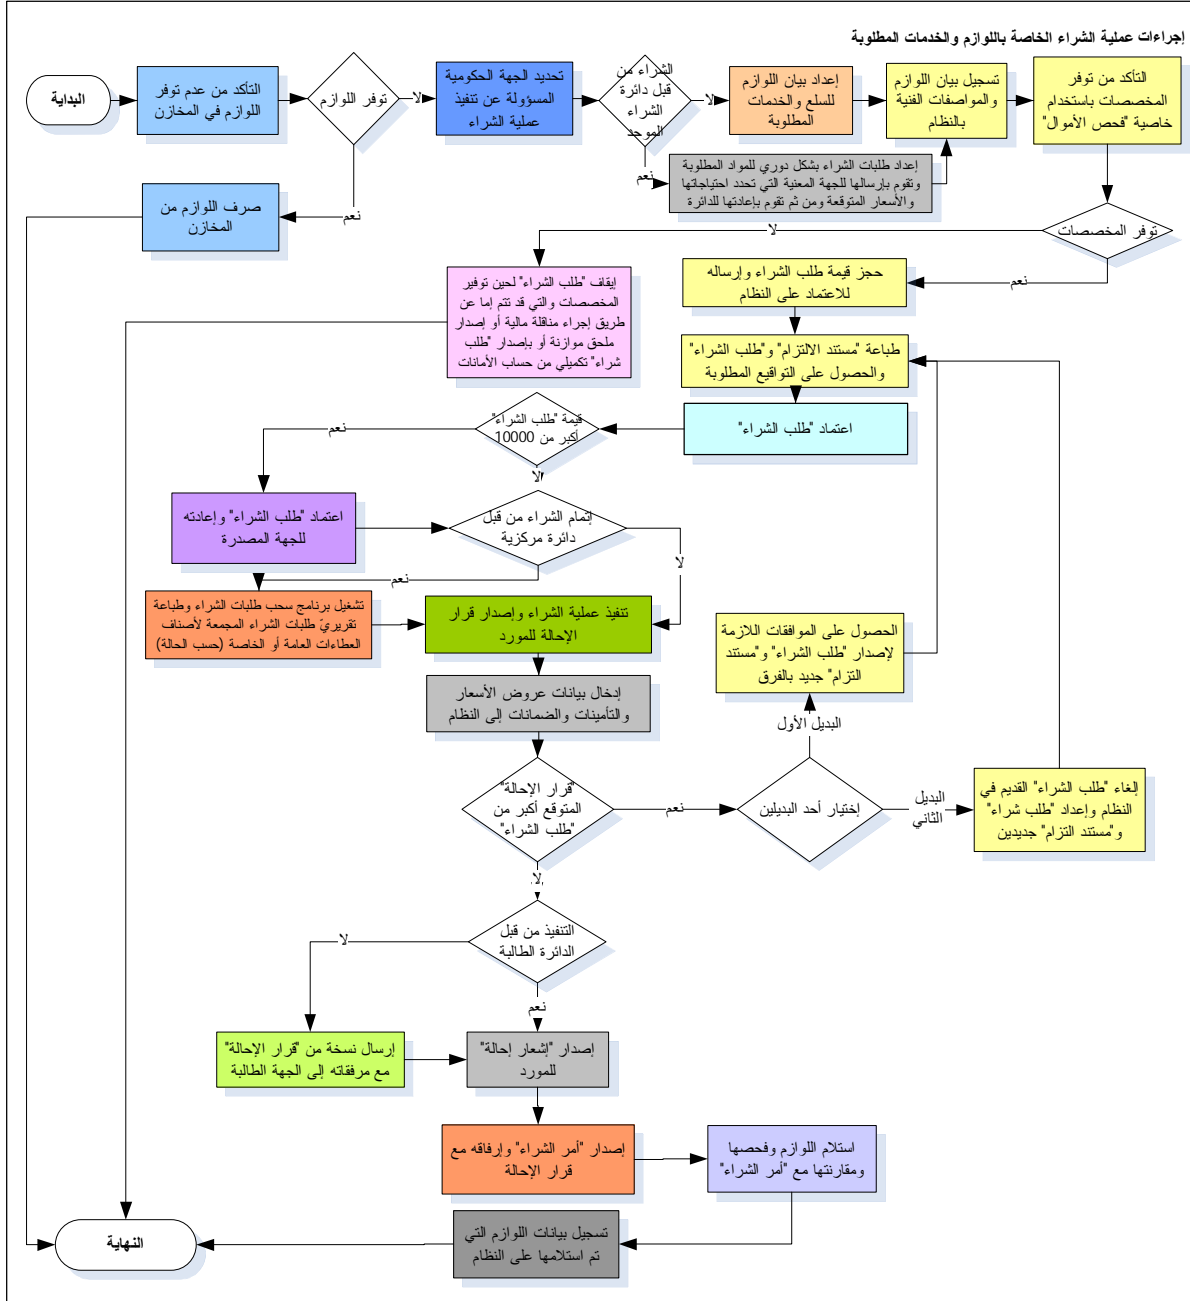 إجراءات عملية الشراء الخاصة باللوازم والخدمات المطلوبة
البداية
التأكد من عدم توفر
اللوازم في المخازن
توفر اللوازم
لا
نعم
صرف اللوازم من
المخازن
تحديد الجهة الحكومية
المسؤولة عن تنفيذ
عملية الشراء
الشراء من
قبل دائرة
الشراء
الموحد
لا
نعم
إعداد بيان اللوازم
للسلع والخدمات
المطلوبة
إعداد طلبات الشراء بشكل دوري للمواد المطلوبة
وتقوم بإرسالها للجهة المعنية التي تحدد احتياجاتها
والأسعار المتوقعة ومن ثم تقوم بإعادتها للدائرة
تسجيل بيان اللوازم
والمواصفات الفنية
بالنظام
التأكد من توفر
المخصصات باستخدام
خاصية "فحص الأموال"
توفر المخصصات
لا
نعم
إيقاف "طلب الشراء" لحين توفير
المخصصات والتي قد تتم إما عن
طريق إجراء مناقلة مالية أو إصدار
ملحق موازنة أو بإصدار "طلب
شراء" تكميلي من حساب الأمانات
حجز قيمة طلب الشراء وإرساله
للاعتماد على النظام
طباعة "مستند الالتزام" و"طلب الشراء"
والحصول على التواقيع المطلوبة
اعتماد "طلب الشراء"
قيمة "طلب الشراء"
أكبر من 10000
نعم
لا
اعتماد "طلب الشراء" وإعادته
للجهة المصدرة
إتمام الشراء من قبل
دائرة مركزية
لا
نعم
تشغيل برنامج سحب طلبات الشراء وطباعة
تقريريّ طلبات الشراء المجمعة لأصناف
العطاءات العامة أو الخاصة (حسب الحالة)
تنفيذ عملية الشراء وإصدار قرار
الإحالة للمورد
إدخال بيانات عروض الأسعار
والتأمينات والضمانات إلى النظام
"قرار الإحالة"
المتوقع أكبر من
"طلب الشراء"
نعم
لا
إختيار أحد البديلين
البديل الأول
البديل
الثاني
الحصول على الموافقات اللازمة
لإصدار "طلب الشراء" و"مستند
التزام" جديد بالفرق
إلغاء "طلب الشراء" القديم في
النظام وإعداد "طلب شراء"
و"مستند التزام" جديدين
التنفيذ من قبل
الدائرة الطالبة
لا
نعم
إرسال نسخة من "قرار الإحالة"
مع مرفقاته إلى الجهة الطالبة
إصدار "إشعار إحالة"
للمورد
إصدار "أمر الشراء" وإرفاقه مع
قرار الإحالة
استلام اللوازم وفحصها
ومقارنتها مع "أمر الشراء"
تسجيل بيانات اللوازم التي
تم استلامها على النظام
النهاية